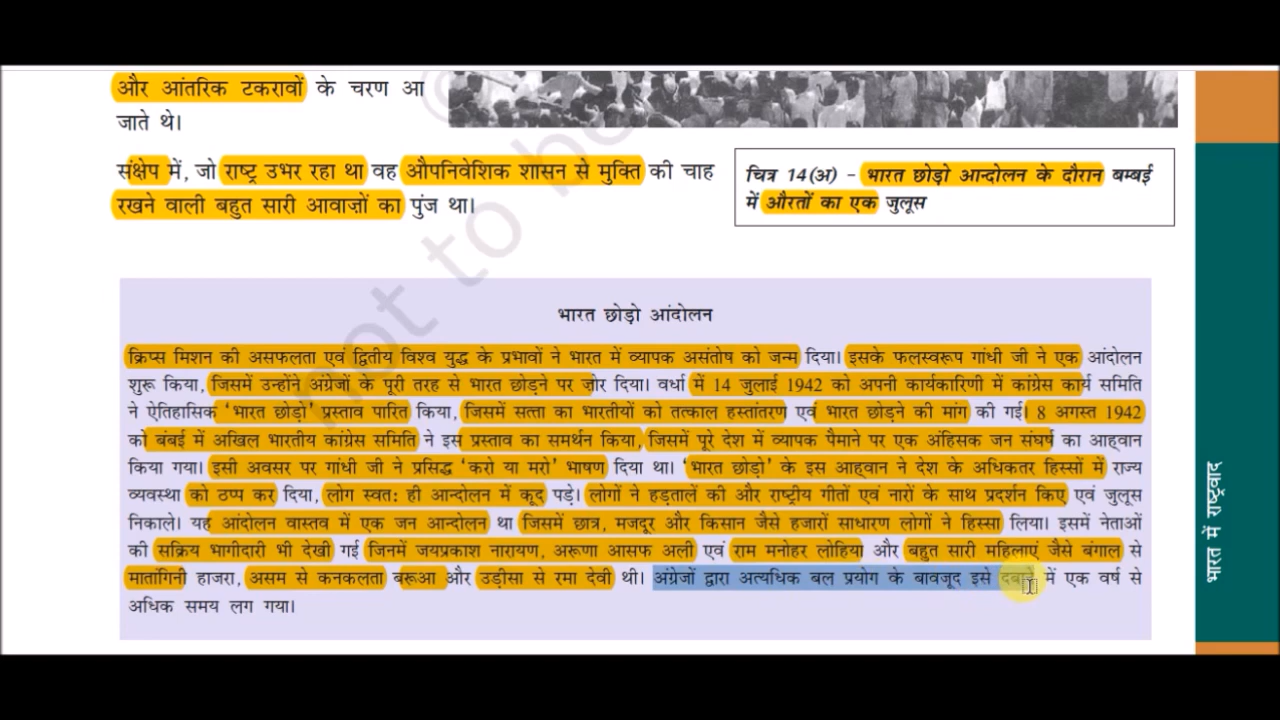 और आंतरिक टकरावों के चरण आ
जाते थे।
संक्षेप में, जो राष्ट्र उभर रहा था वह औपनिवेशिक शासन से मुक्ति की चाह
रखने वाली बहुत सारी आवाज़ों का पुंज था।
चित्र 14(अ) – भारत छोड़ो आन्दोलन के दौरान बम्बई
में औरतों का एक जुलूस
not to be
भारत छोड़ो आंदोलन
क्रिप्स मिशन की असफलता एवं द्वितीय विश्व युद्ध के प्रभावों ने भारत में व्यापक असंतोष को जन्म दिया। इसके फलस्वरूप गांधी जी ने एक आंदोलन
शुरू किया, जिसमें उन्होंने अंग्रेजों के पूरी तरह से भारत छोड़ने पर ज़ोर दिया। वर्धा में 14 जुलाई 1942 को अपनी कार्यकारिणी में कांग्रेस कार्य समिति
ने ऐतिहासिक ‘भारत छोड़ो’ प्रस्ताव पारित किया, जिसमें सत्ता का भारतीयों को तत्काल हस्तांतरण एवं भारत छोड़ने की मांग की गई। 8 अगस्त 1942
को बंबई में अखिल भारतीय कांग्रेस समिति ने इस प्रस्ताव का समर्थन किया, जिसमें पूरे देश में व्यापक पैमाने पर एक अंहिसक जन संघर्ष का आह्वान
किया गया। इसी अवसर पर गांधी जी ने प्रसिद्ध ‘करो या मरो’ भाषण दिया था। ‘भारत छोड़ो’ के इस आह्वान ने देश के अधिकतर हिस्सों में राज्य
व्यवस्था को ठप्प कर दिया, लोग स्वतः ही आन्दोलन में कूद पड़े। लोगों ने हड़तालें की और राष्ट्रीय गीतों एवं नारों के साथ प्रदर्शन किए एवं जुलूस
निकाले। यह आंदोलन वास्तव में एक जन आन्दोलन था जिसमें छात्र, मजदूर और किसान जैसे हजारों साधारण लोगों ने हिस्सा लिया। इसमें नेताओं
की सक्रिय भागीदारी भी देखी गई जिनमें जयप्रकाश नारायण, अरूणा आसफ अली एवं राम मनोहर लोहिया और बहुत सारी महिलाएं जैसे बंगाल से
मातांगिनी हाजरा, असम से कनकलता बरूआ और उड़ीसा से रमा देवी थी। अंग्रेजों द्वारा अत्यधिक बल प्रयोग के बावजूद इसे दबाने में एक वर्ष से
अधिक समय लग गया।
भारत में राष्ट्रवाद